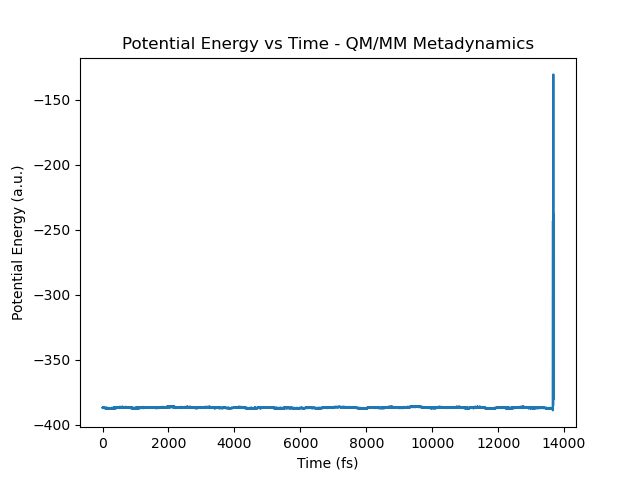 Potential Energy vs Time - QM/MM Metadynamics
Potential Energy (a.u.)
−150
−200
−250
−300
−350
−400
0 2000 4000 6000 8000 10000 12000 14000
Time (fs)